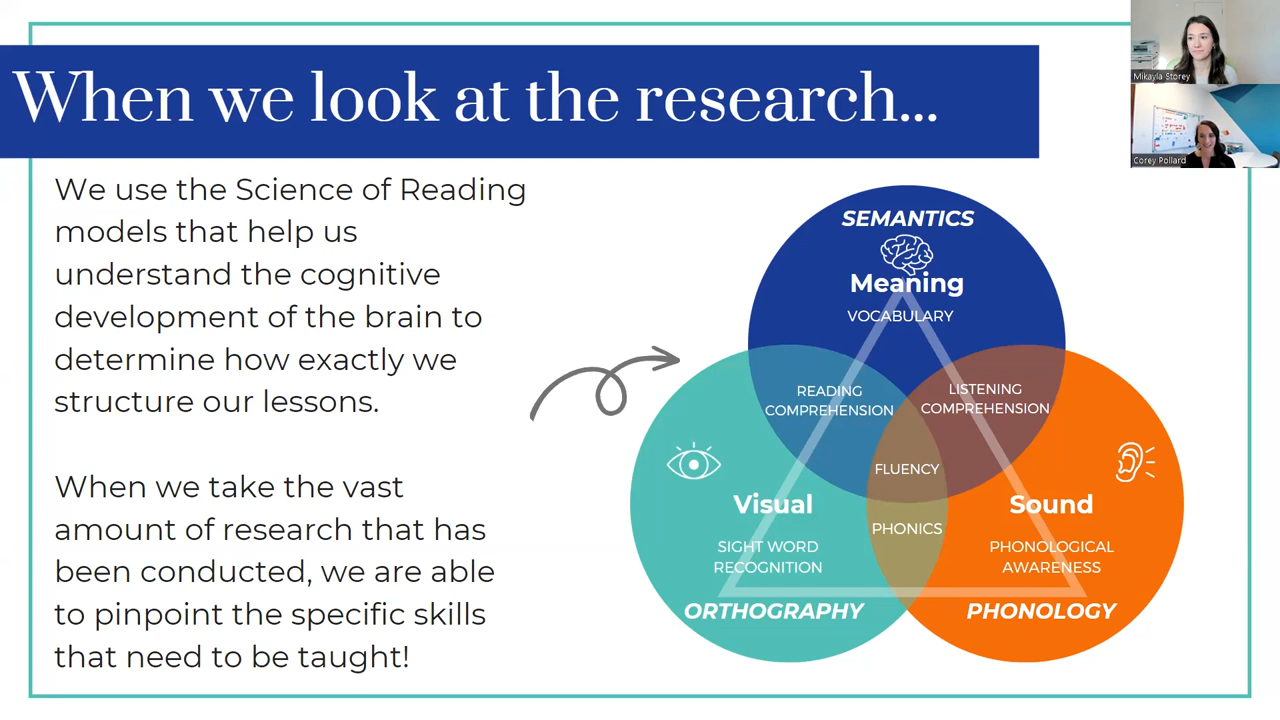 When we look at the research...
Mikayla Storey
Corey Pollard
We use the Science of Reading
models that help us
understand the cognitive
development of the brain to
determine how exactly we
structure our lessons.
When we take the vast
amount of research that has
been conducted, we are able
to pinpoint the specific skills
that need to be taught!
SEMANTICS
Meaning
VOCABULARY
READING
COMPREHENSION
LISTENING
COMPREHENSION
FLUENCY
PHONICS
Visual
SIGHT WORD
RECOGNITION
ORTHOGRAPHY
Sound
PHONOLOGICAL
AWARENESS
PHONOLOGY